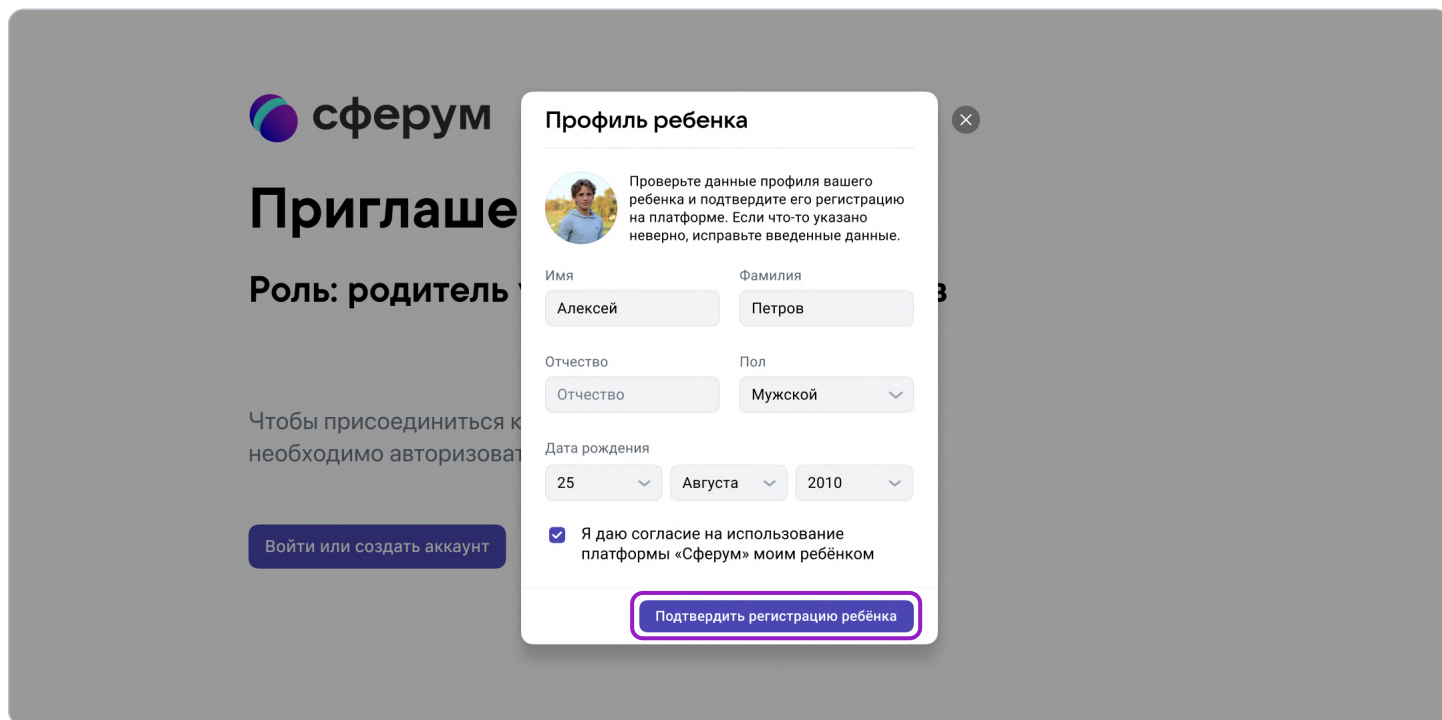 сферум
Приглаше
Роль: родитель
в
Чтобы присоединиться к
необходимо авторизоват
Войти или создать аккаунт
Профиль ребенка
Проверьте данные профиля вашего
ребенка и подтвердите его регистрацию
на платформе. Если что-то указано
неверно, исправьте введенные данные.
Имя
Фамилия
Алексей
Петров
Отчество
Пол
Отчество
Мужской
Дата рождения
25
Августа
2010
Я даю согласие на использование
платформы «Сферум» моим ребёнком
Подтвердить регистрацию ребёнка